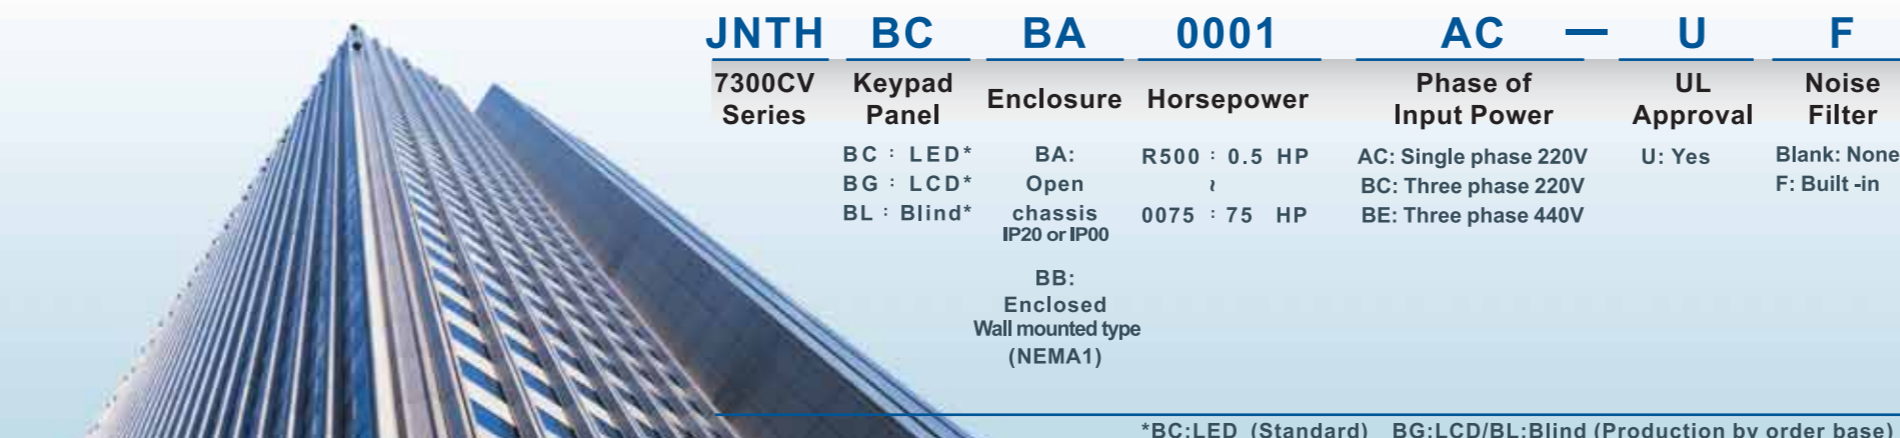 JNTH BC BA 0001 AC — U F
7300CV Series
Keypad Panel
Enclosure
Horsepower
Phase of Input Power
UL Approval
Noise Filter
BC : LED*
BG : LCD*
BL : Blind*
BA:
Open
chassis
IP20 or IP00
BB:
Enclosed
Wall mounted type
(NEMA1)
R500 : 0.5 HP
~
0075 : 75 HP
AC: Single phase 220V
BC: Three phase 220V
BE: Three phase 440V
U: Yes
Blank: None
F: Built -in
*BC:LED (Standard) BG:LCD/BL:Blind (Production by order base)